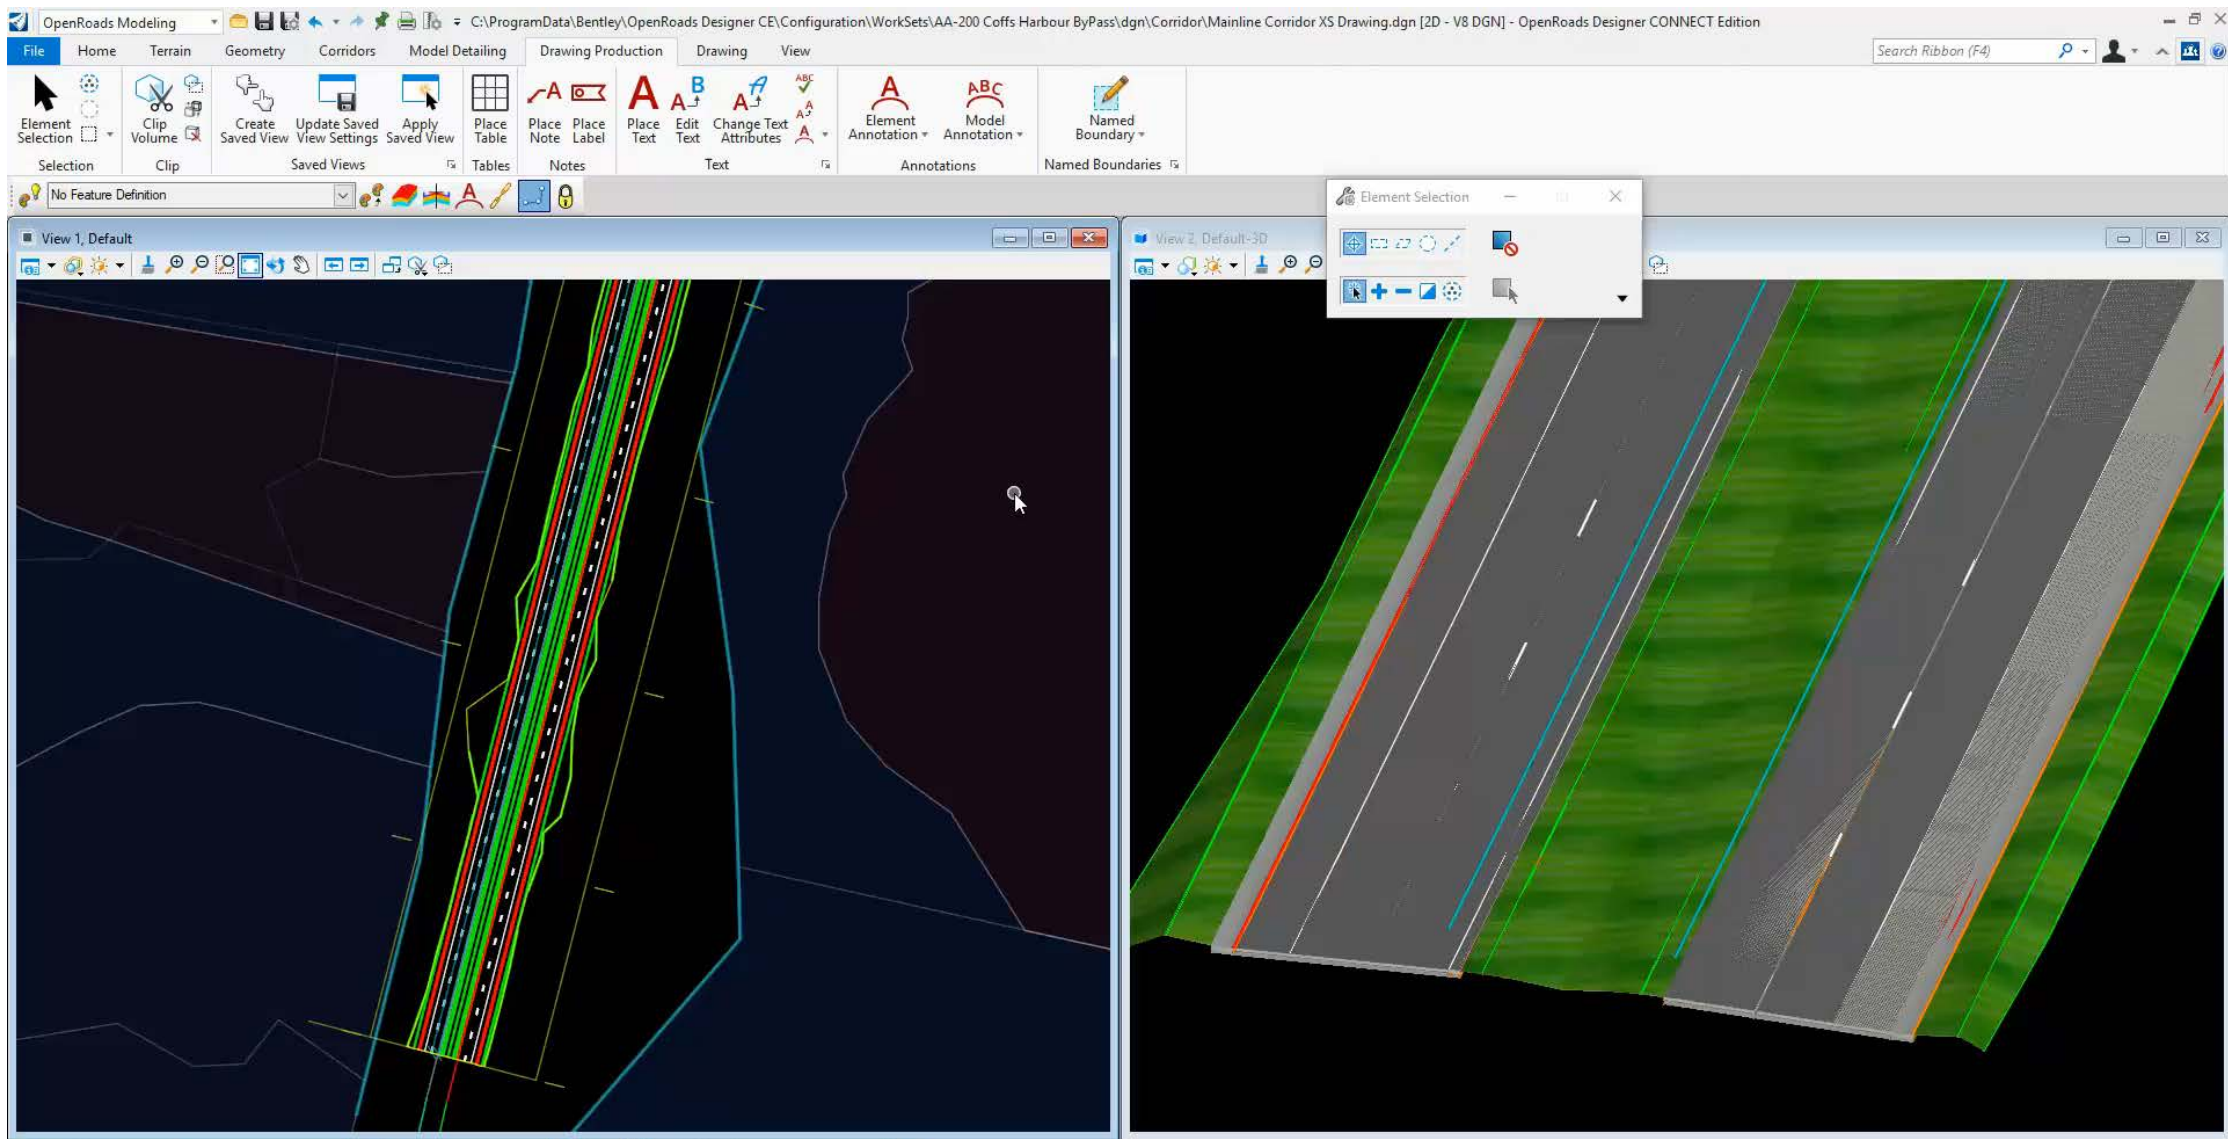 OpenRoads Modeling
C:\ProgramData\Bentley\OpenRoads Designer CE\Configuration\WorkSets\AA-200 Coffs Harbour ByPass\dgn\Corridor\Mainline Corridor XS Drawing.dgn [2D - V8 DGN] - OpenRoads Designer CONNECT Edition
File Home Terrain Geometry Corridors Model Detailing Drawing Production Drawing View
Search Ribbon (F4)
Element Selection
Clip Volume
Create Saved View
Update Saved View Settings
Apply Saved View
Place Table
Place Note
Place Label
Place Text
Edit Text
Change Text Attributes
Element Annotation
Model Annotation
Named Boundary
Selection Clip Saved Views Tables Notes Text Annotations Named Boundaries
No Feature Definition
Element Selection
View 1, Default
View 2, Default-3D